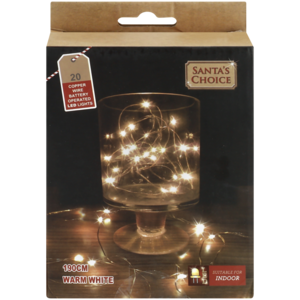 20
COPPER
WIRE
BATTERY
OPERATED
LED LIGHTS
SANTA'S
CHOICE
190CM
WARM WHITE
SUITABLE FOR
INDOOR